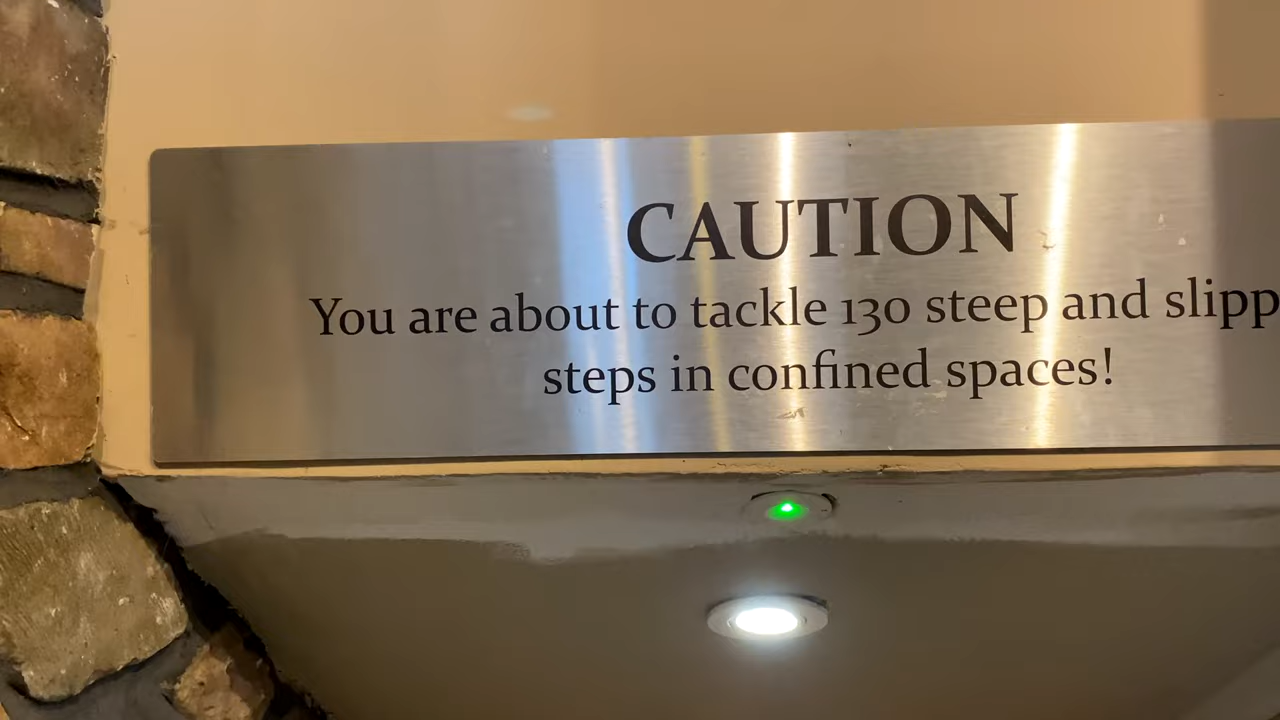 CAUTION
You are about to tackle 130 steep and slipp
steps in confined spaces!